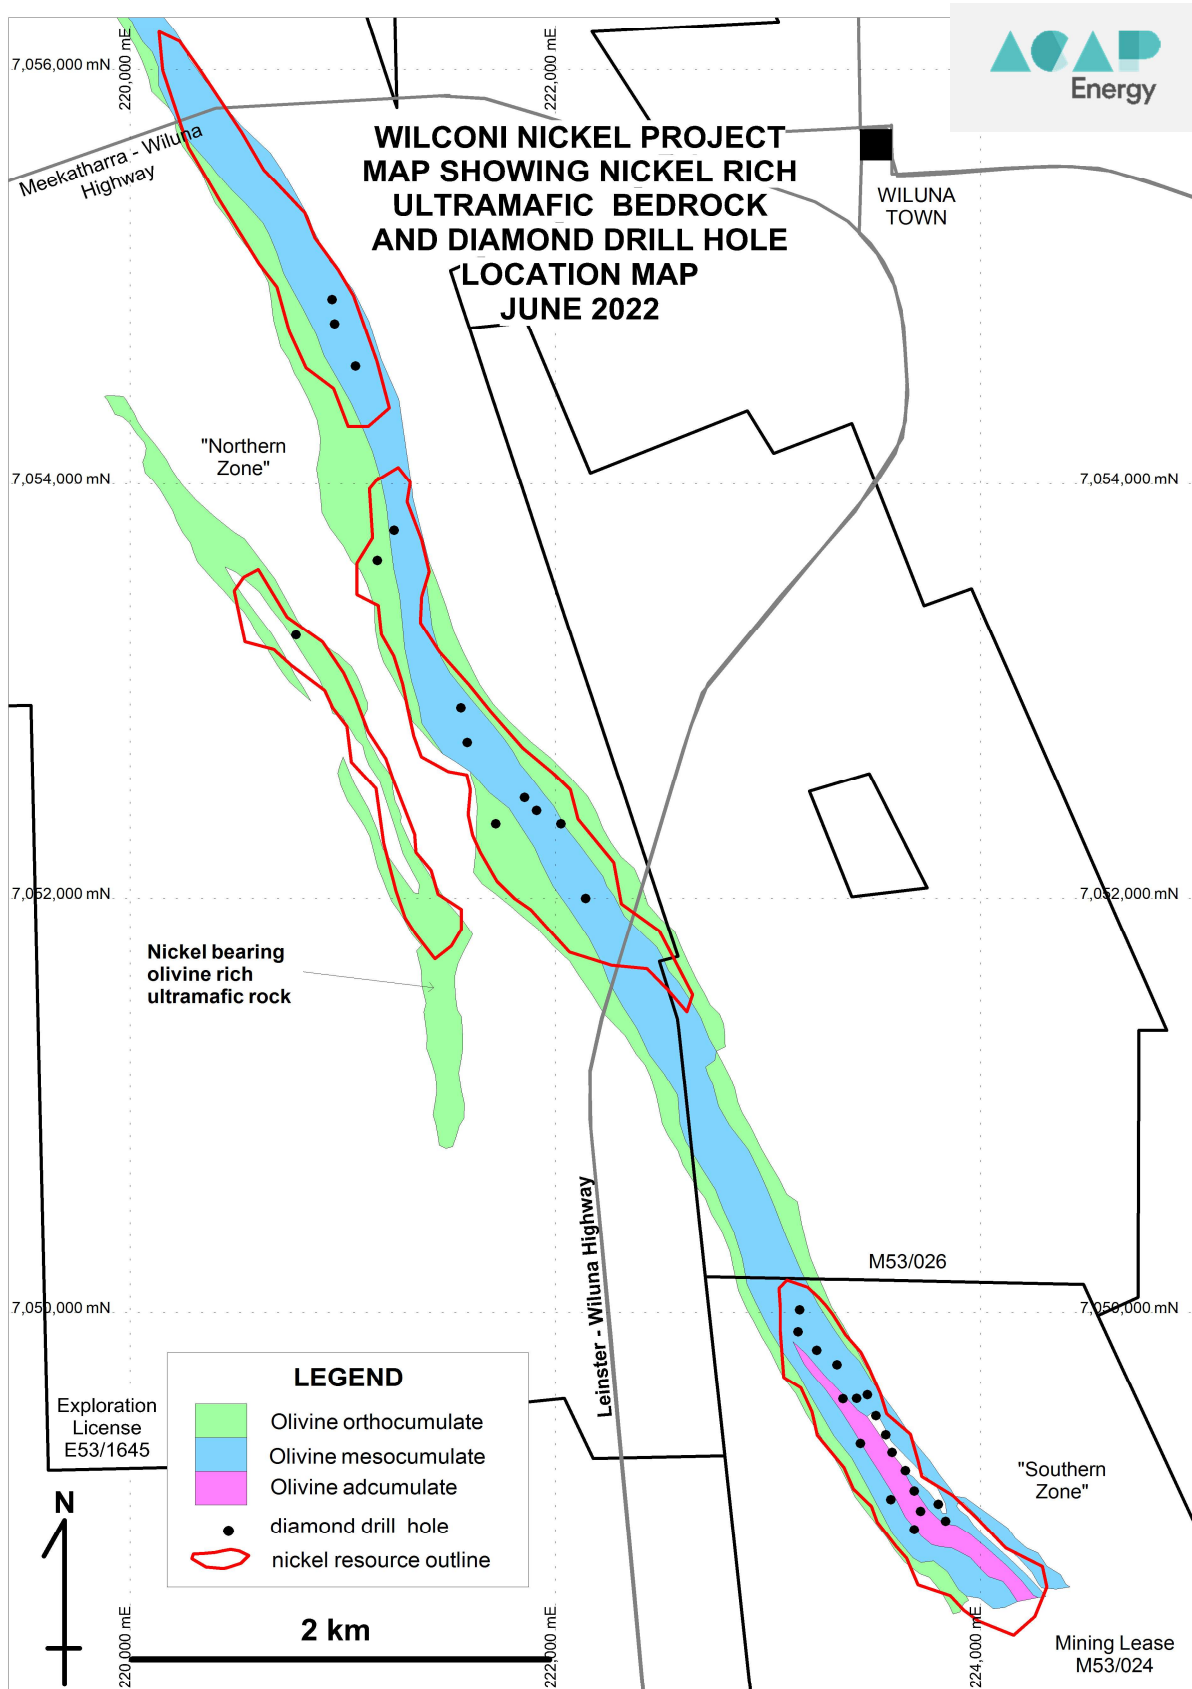 ACAP
Energy
7,056,000 mN
220,000 mE
222,000 mE
WILCONI NICKEL PROJECT
MAP SHOWING NICKEL RICH
ULTRAMAFIC BEDROCK
AND DIAMOND DRILL HOLE
LOCATION MAP
JUNE 2022
Meekatharra - Wiluna
Highway
WILUNA
TOWN
"Northern
Zone"
7,054,000 mN
7,054,000 mN
7,052,000 mN
7,052,000 mN
Nickel bearing
olivine rich
ultramafic rock
Leinster - Wiluna Highway
M53/026
7,050,000 mN
7,050,000 mN
LEGEND
Olivine orthocumulate
Olivine mesocumulate
Olivine adcumulate
diamond drill hole
nickel resource outline
Exploration
License
E53/1645
"Southern
Zone"
N
2 km
220,000 mE
222,000 mE
224,000 mE
Mining Lease
M53/024